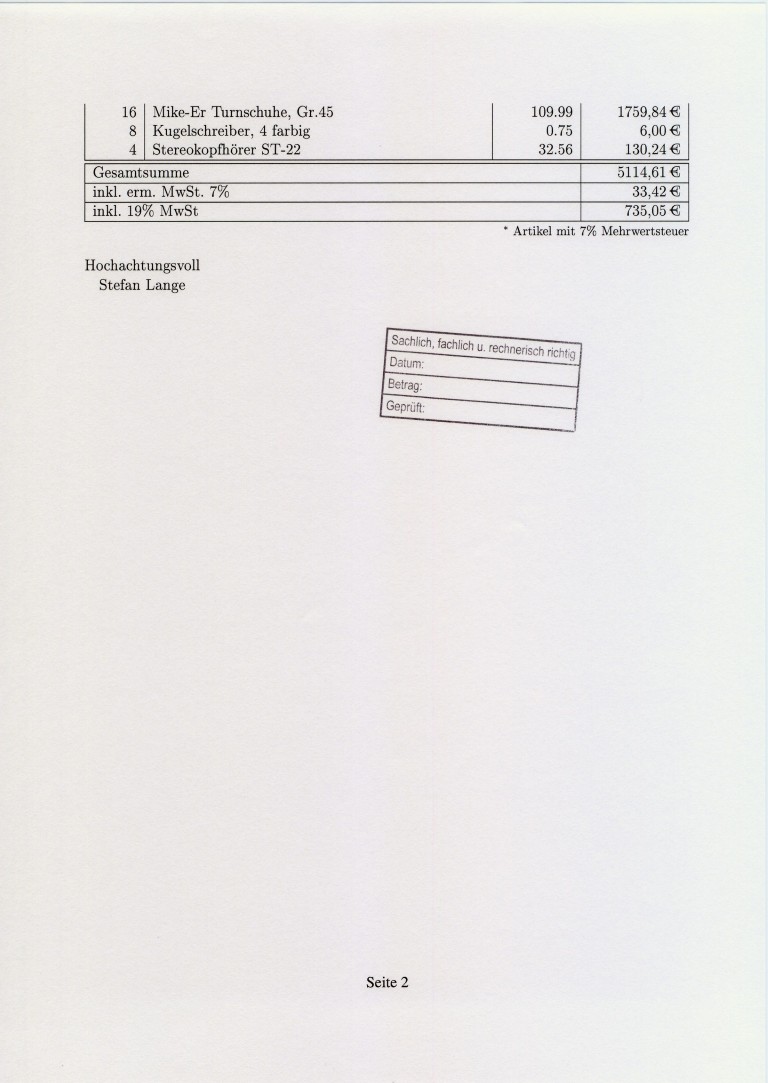 16 Mike-Er Turnschuhe, Gr.45 109.99 1759,84 €
8 Kugelschreiber, 4 farbig 0.75 6,00 €
4 Stereokopfhörer ST-22 32.56 130,24 €
Gesamtsumme 5114,61 €
inkl. erm. MwSt. 7% 33,42 €
inkl. 19% MwSt 735,05 €
* Artikel mit 7% Mehrwertsteuer
Hochachtungsvoll
Stefan Lange
Sachlich, fachlich u. rechnerisch richtig
Datum:
Betrag:
Geprüft:
Seite 2